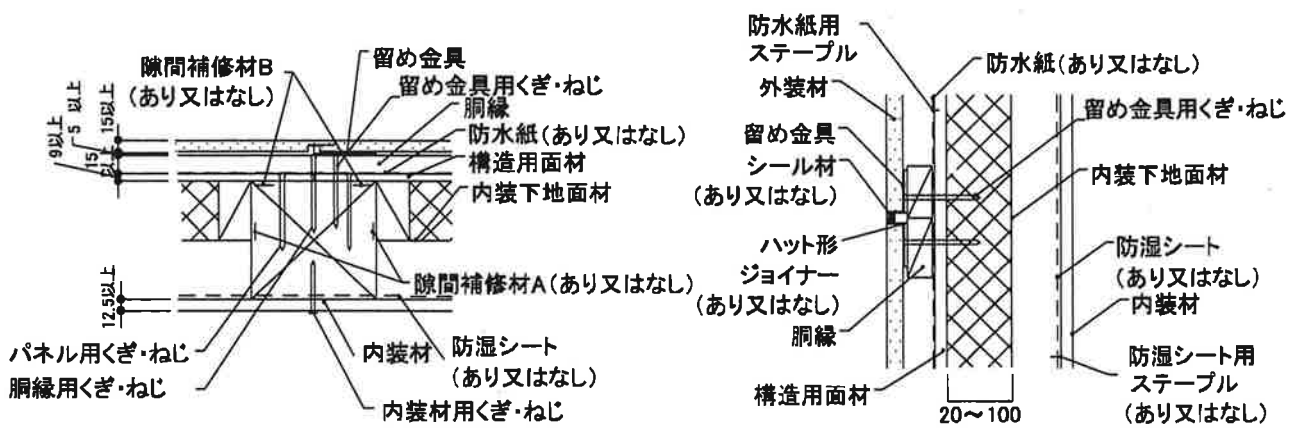 隙間補修材B
(あり又はなし)
留め金具
留め金具用くぎ・ねじ
胴縁
防水紙(あり又はなし)
構造用面材
内装下地面材
9以上
5 以上
15以上
15
以上
12.5以上
隙間補修材A(あり又はなし)
パネル用くぎ・ねじ
胴縁用くぎ・ねじ
内装材
防湿シート
(あり又はなし)
内装材用くぎ・ねじ
防水紙用
ステープル
防水紙(あり又はなし)
外装材
留め金具用くぎ・ねじ
留め金具
シール材
(あり又はなし)
内装下地面材
ハット形
ジョイナー
(あり又はなし)
防湿シート
(あり又はなし)
内装材
胴縁
防湿シート用
ステープル
(あり又はなし)
構造用面材
20～100